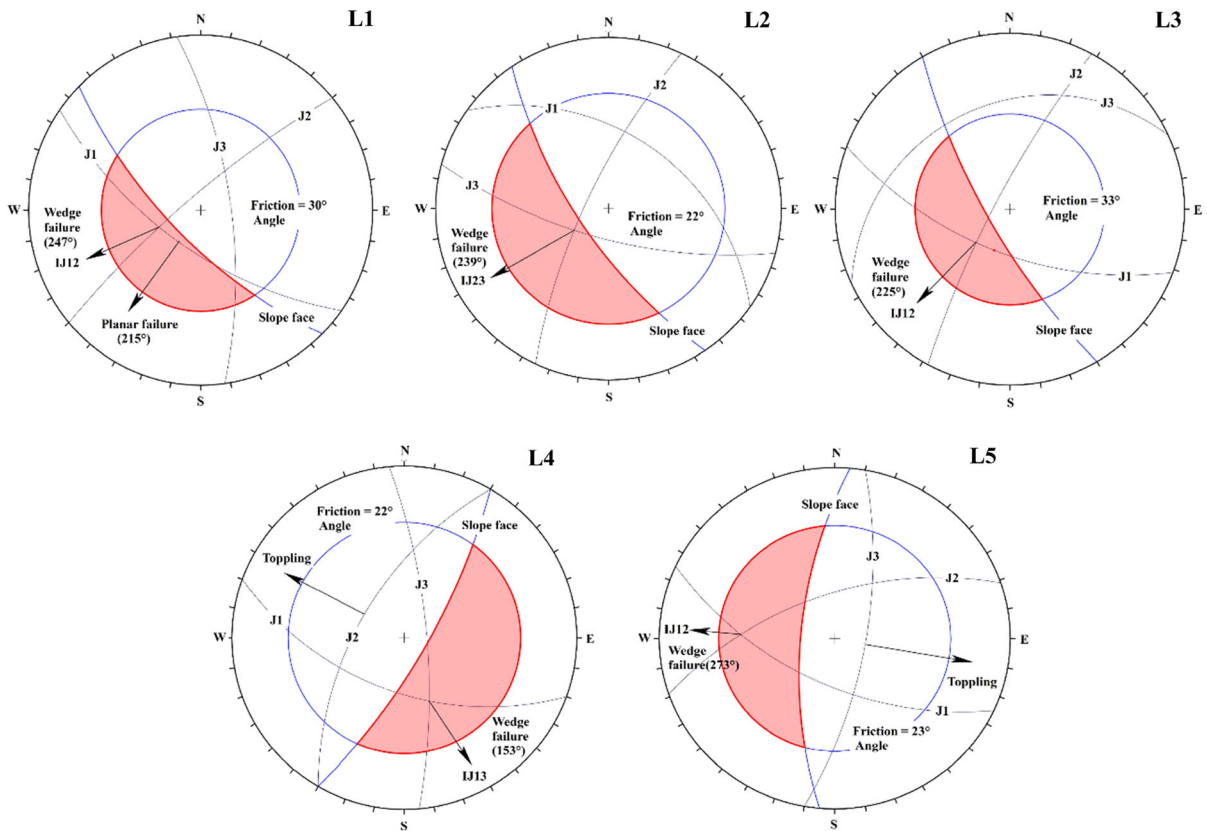 L1
N
J3
J2
J1
W
E
Friction = 30°
Angle
Wedge
failure
(247°)
IJ12
Planar failure
(215°)
Slope face
S
L2
N
J2
J1
J3
W
E
Friction = 22°
Angle
Wedge
failure
(239°)
IJ23
Slope face
S
L3
N
J2
J3
W
E
Friction = 33°
Angle
Wedge
failure
(225°)
IJ12
J1
Slope face
S
L4
N
Friction = 22°
Angle
Slope face
Toppling
J3
J1
J2
W
E
Wedge
failure
(153°)
IJ13
S
L5
N
Slope face
J3
J2
W
IJ12
E
Wedge
failure(273°)
Toppling
J1
Friction = 23°
Angle
S